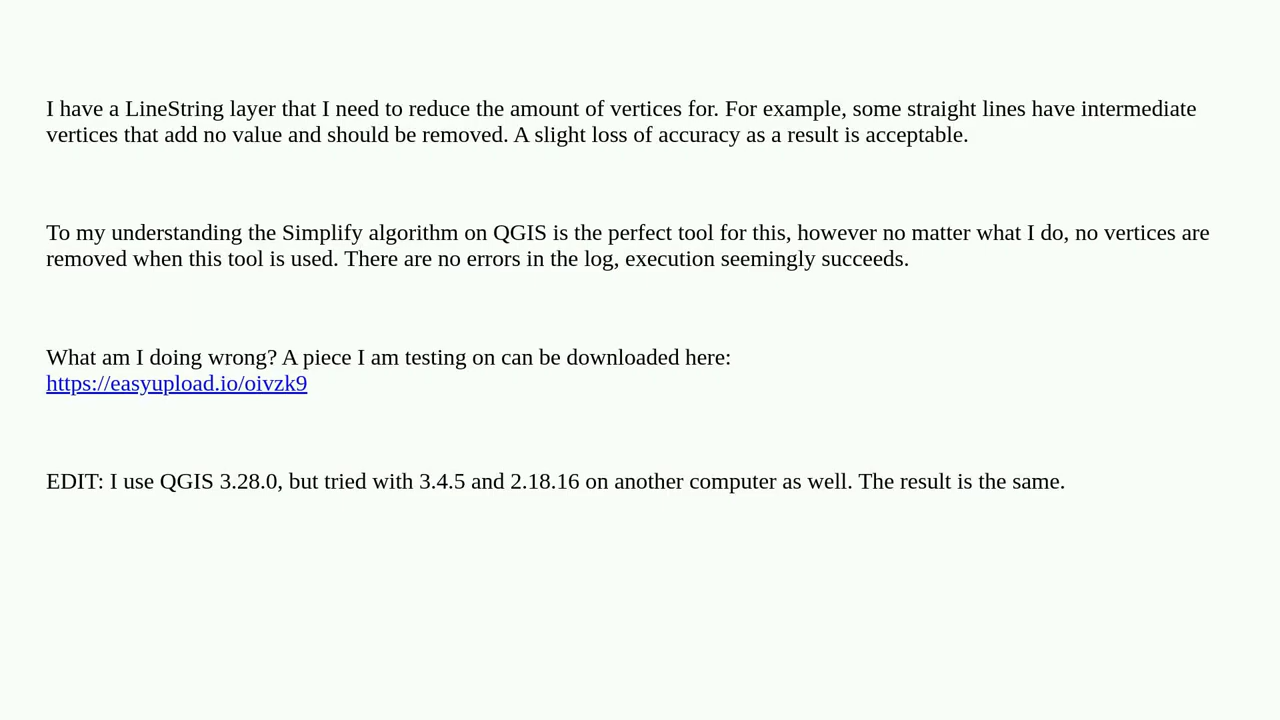 I have a LineString layer that I need to reduce the amount of vertices for. For example, some straight lines have intermediate
vertices that add no value and should be removed. A slight loss of accuracy as a result is acceptable.
To my understanding the Simplify algorithm on QGIS is the perfect tool for this, however no matter what I do, no vertices are
removed when this tool is used. There are no errors in the log, execution seemingly succeeds.
What am I doing wrong? A piece I am testing on can be downloaded here:
https://easyupload.io/oivzk9
EDIT: I use QGIS 3.28.0, but tried with 3.4.5 and 2.18.16 on another computer as well. The result is the same.